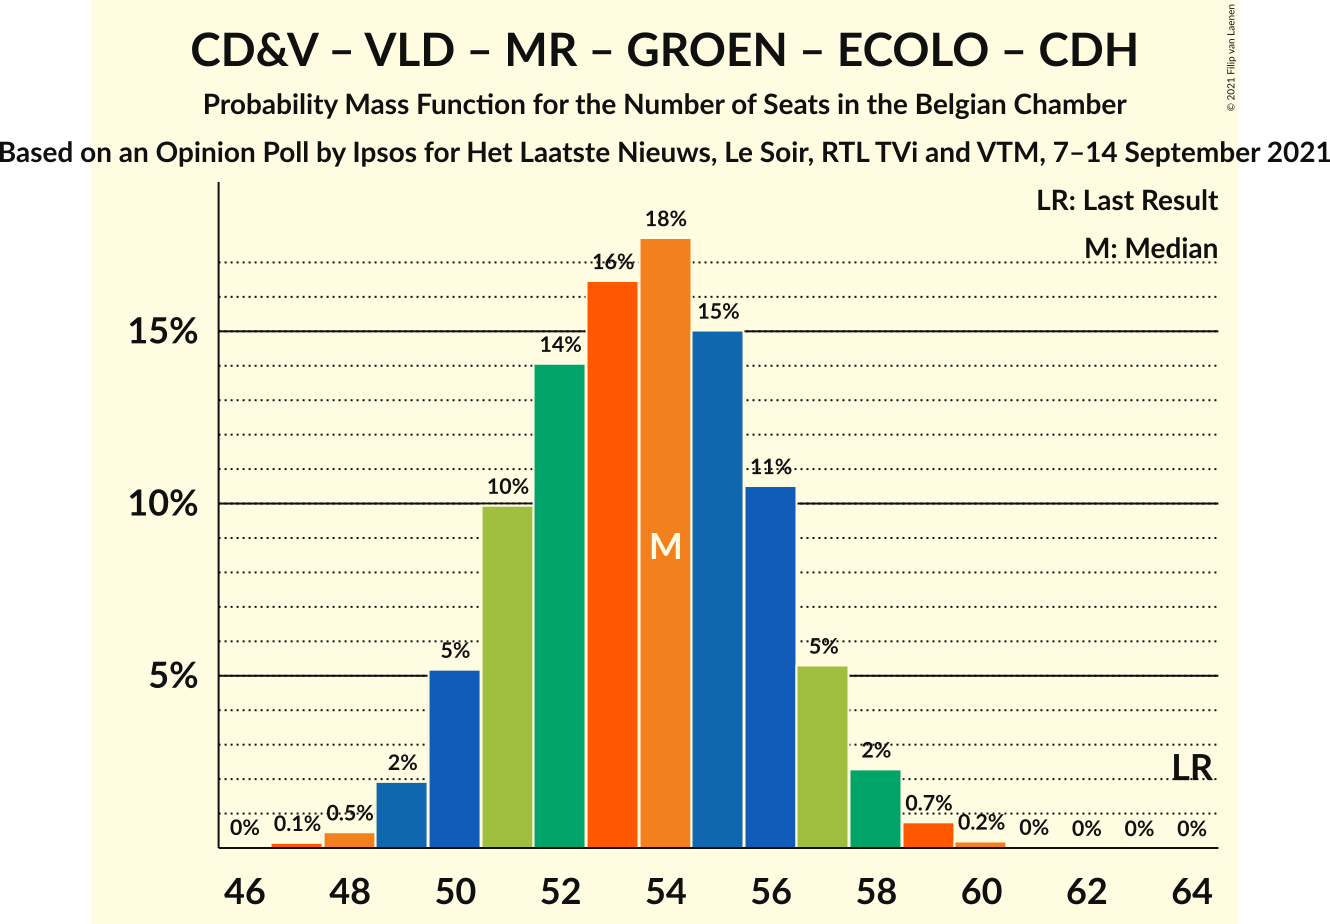 CD&V – VLD – MR – GROEN – ECOLO – CDH
Probability Mass Function for the Number of Seats in the Belgian Chamber
Based on an Opinion Poll by Ipsos for Het Laatste Nieuws, Le Soir, RTL TVi and VTM, 7–14 September 2021
© 2021 Filip van Laenen
LR: Last Result
M: Median
15%
10%
5%
0%
0.1%
0.5%
2%
5%
10%
14%
16%
18%
15%
11%
5%
2%
0.7%
0.2%
0%
0%
0%
0%
M
LR
46 48 50 52 54 56 58 60 62 64